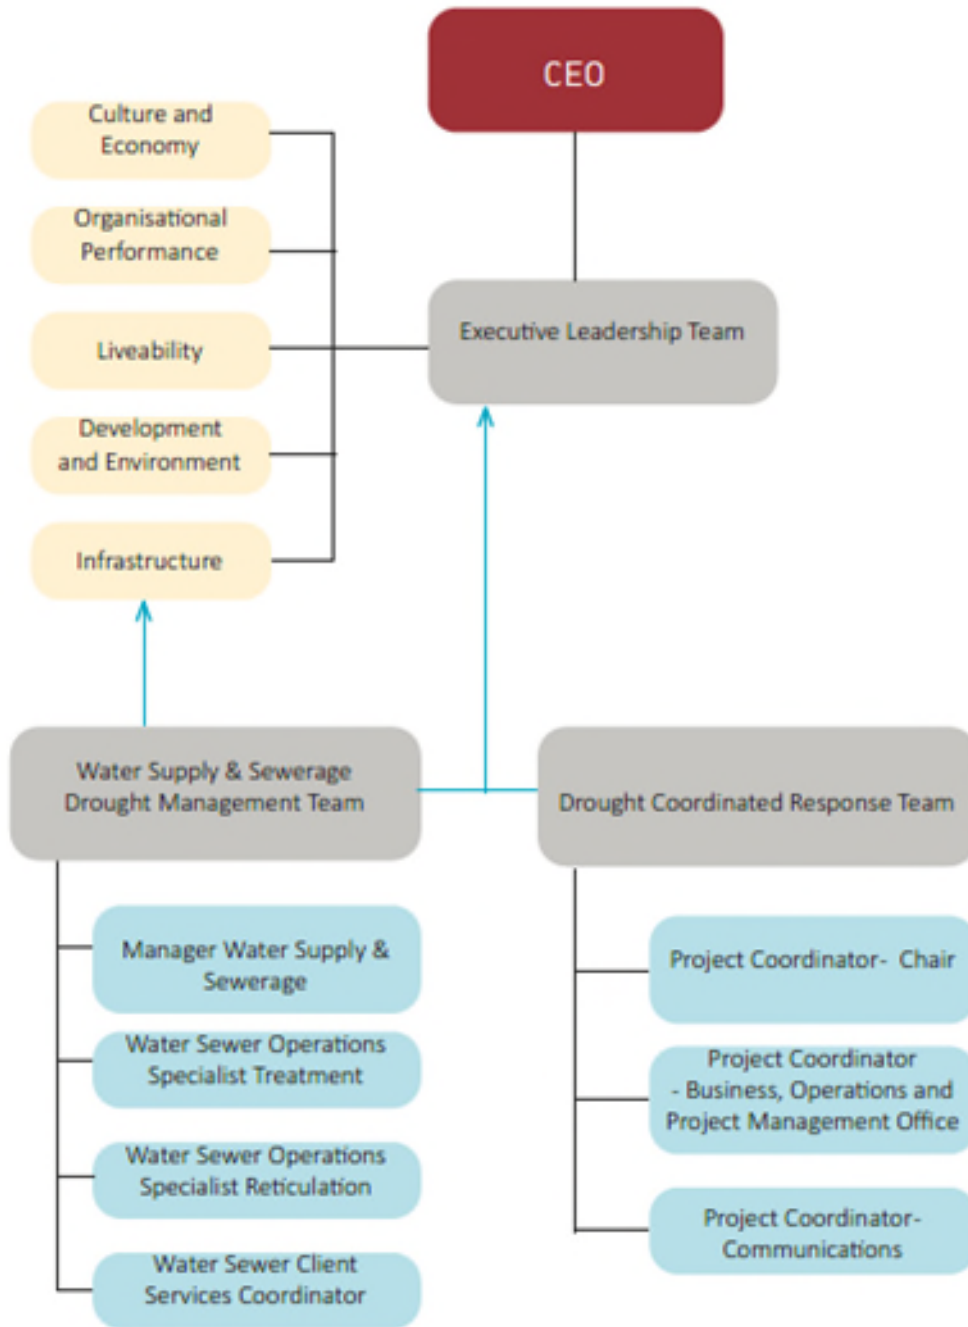 CEO
Culture and
Economy
Organisational
Performance
Liveability
Development
and Environment
Infrastructure
Executive Leadership Team
Water Supply & Sewerage
Drought Management Team
Manager Water Supply &
Sewerage
Water Sewer Operations
Specialist Treatment
Water Sewer Operations
Specialist Reticulation
Water Sewer Client
Services Coordinator
Drought Coordinated Response Team
Project Coordinator- Chair
Project Coordinator
- Business, Operations and
Project Management Office
Project Coordinator-
Communications